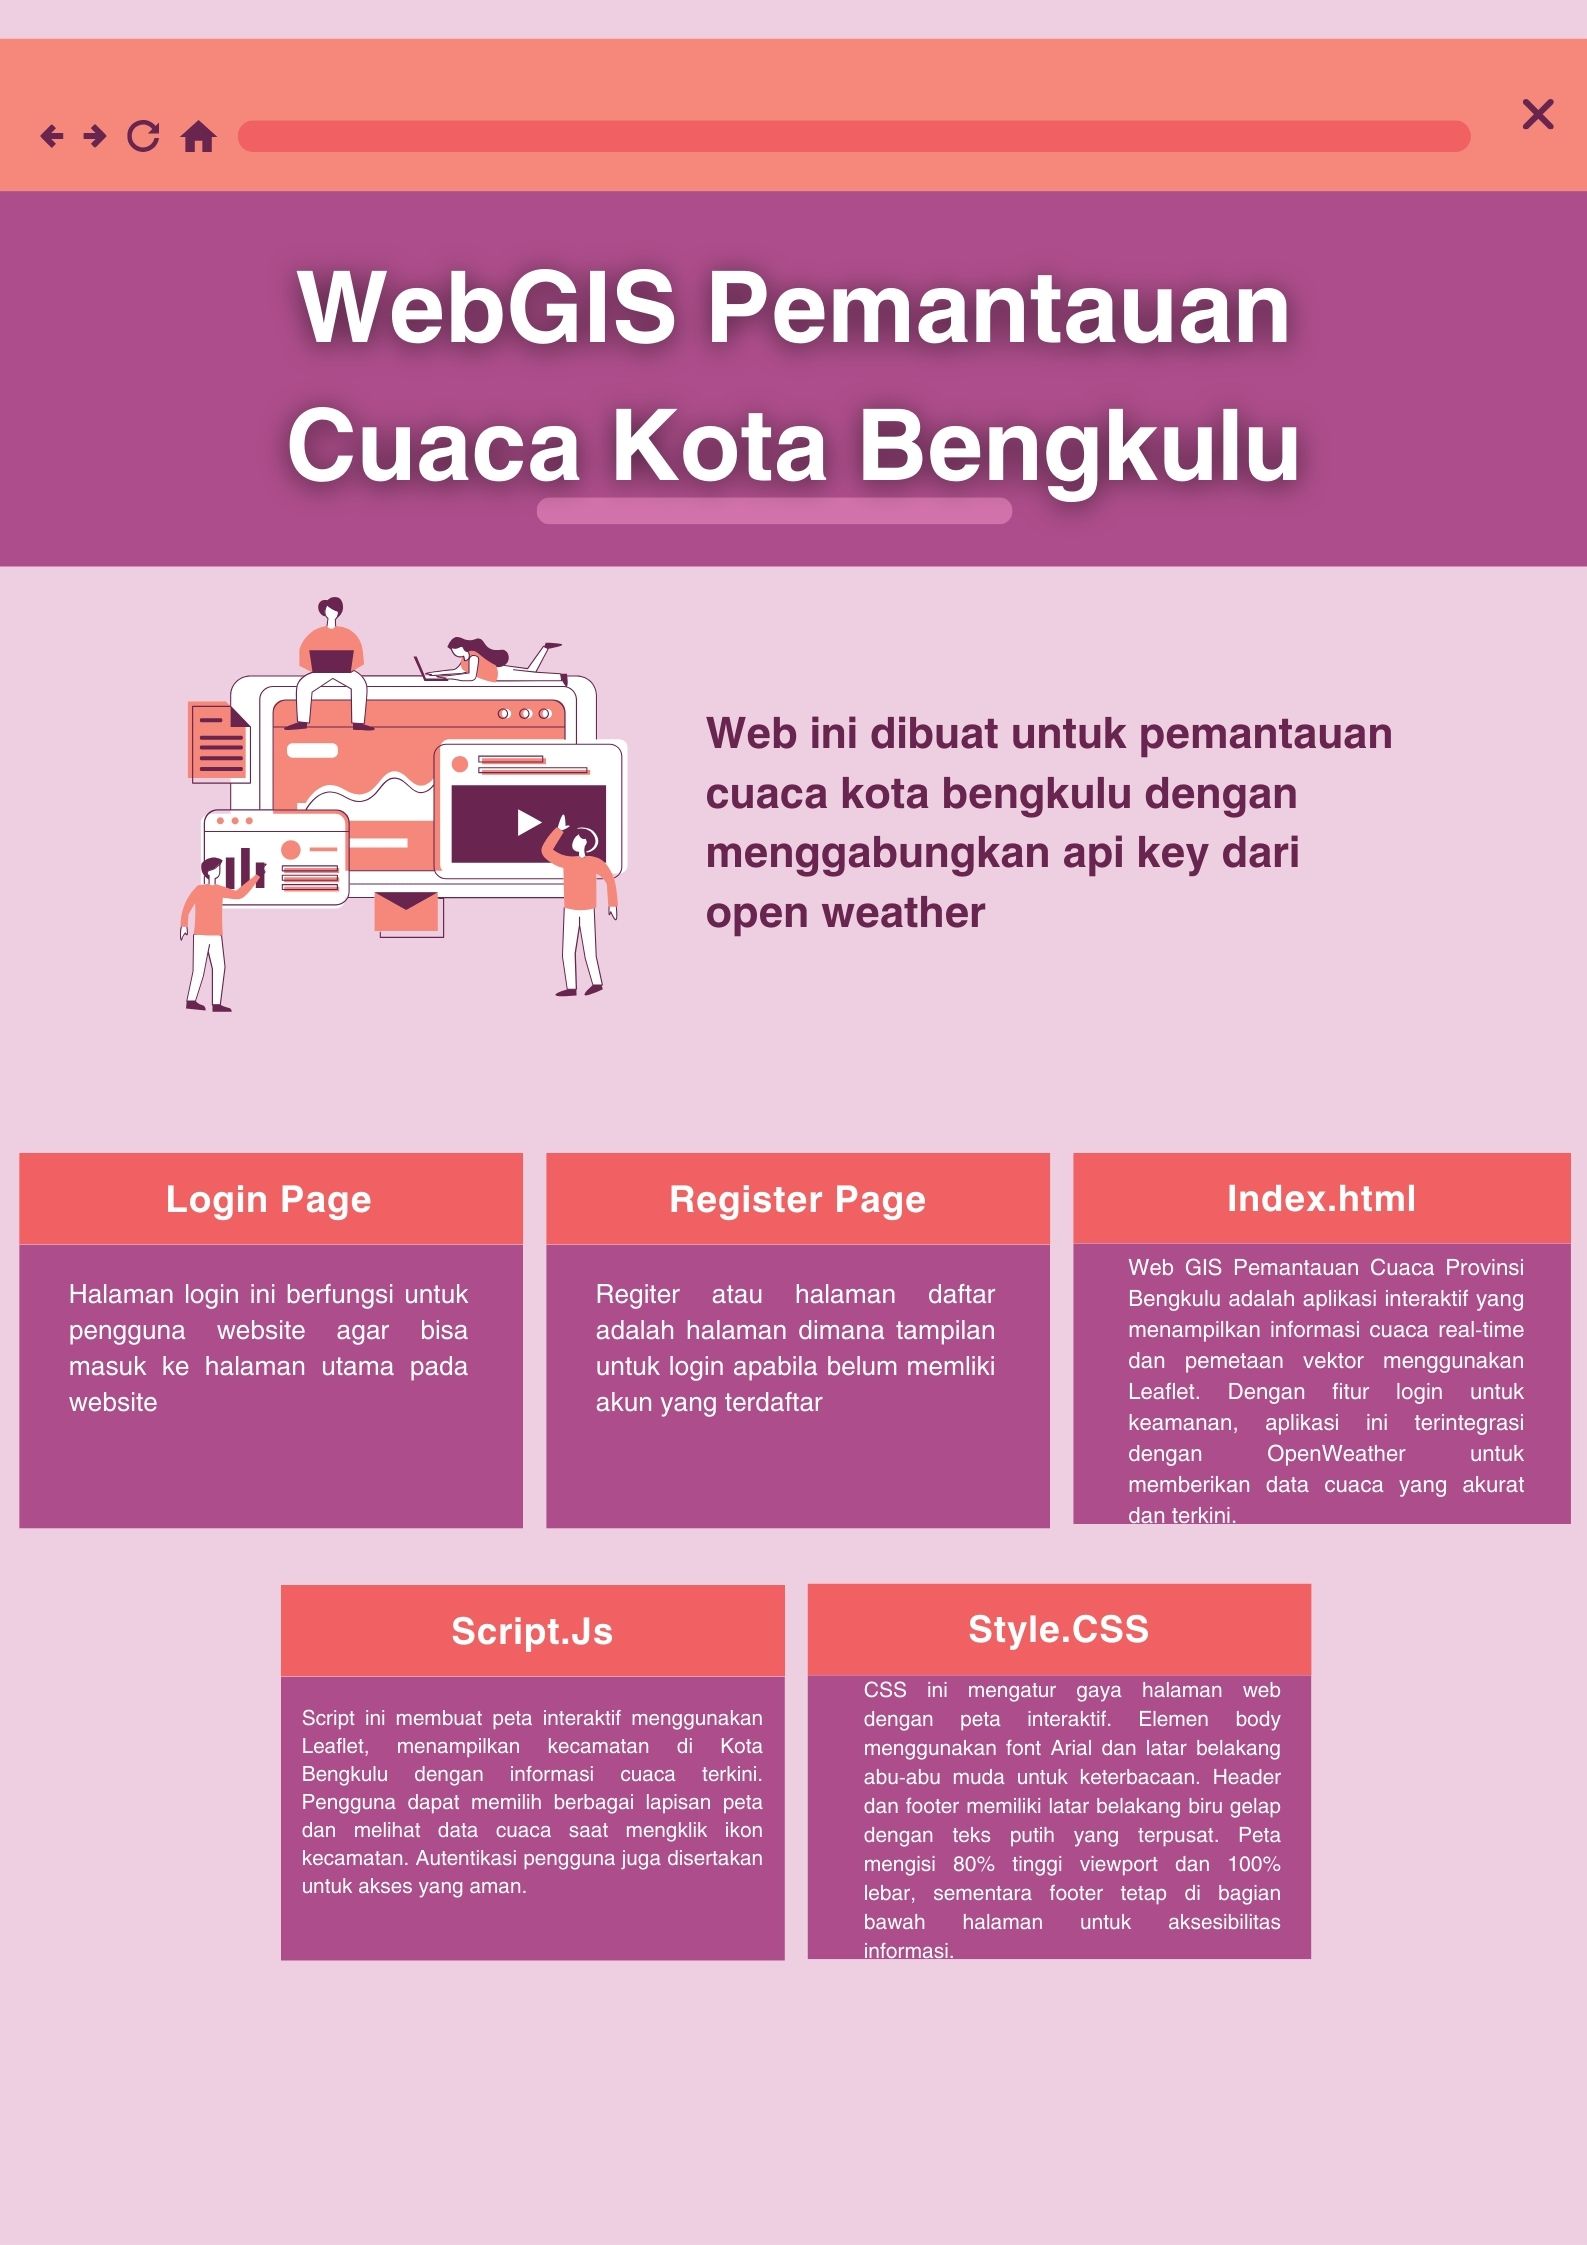 WebGIS Pemantauan
Cuaca Kota Bengkulu
Web ini dibuat untuk pemantauan
cuaca kota bengkulu dengan
menggabungkan api key dari
open weather
Login Page
Halaman login ini berfungsi untuk
pengguna website agar bisa
masuk ke halaman utama pada
website
Register Page
Regiter atau halaman daftar
adalah halaman dimana tampilan
untuk login apabila belum memliki
akun yang terdaftar
Index.html
Web GIS Pemantauan Cuaca Provinsi
Bengkulu adalah aplikasi interaktif yang
menampilkan informasi cuaca real-time
dan pemetaan vektor menggunakan
Leaflet. Dengan fitur login untuk
keamanan, aplikasi ini terintegrasi
dengan OpenWeather untuk
memberikan data cuaca yang akurat
dan terkini.
Script.Js
Script ini membuat peta interaktif menggunakan
Leaflet, menampilkan kecamatan di Kota
Bengkulu dengan informasi cuaca terkini.
Pengguna dapat memilih berbagai lapisan peta
dan melihat data cuaca saat mengklik ikon
kecamatan. Autentikasi pengguna juga disertakan
untuk akses yang aman.
Style.CSS
CSS ini mengatur gaya halaman web
dengan peta interaktif. Elemen body
menggunakan font Arial dan latar belakang
abu-abu muda untuk keterbacaan. Header
dan footer memiliki latar belakang biru gelap
dengan teks putih yang terpusat. Peta
mengisi 80% tinggi viewport dan 100%
lebar, sementara footer tetap di bagian
bawah halaman untuk aksesibilitas
informasi.